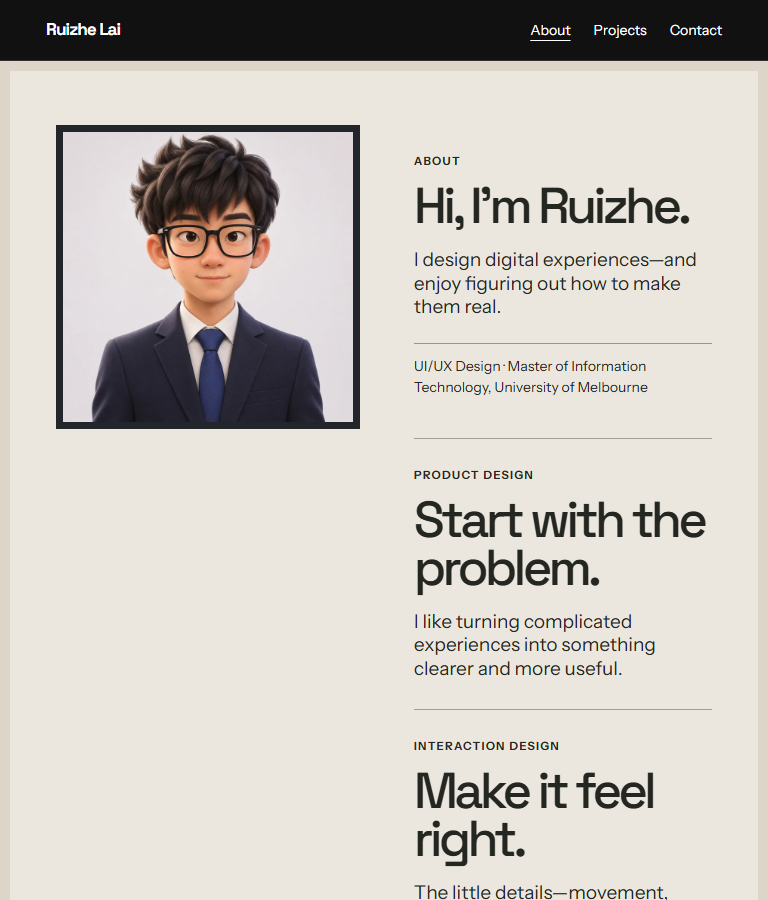 Ruizhe Lai
About Projects Contact
ABOUT
Hi, I’m Ruizhe.
I design digital experiences—and
enjoy figuring out how to make
them real.
UI/UX Design · Master of Information
Technology, University of Melbourne
PRODUCT DESIGN
Start with the
problem.
I like turning complicated
experiences into something
clearer and more useful.
INTERACTION DESIGN
Make it feel
right.
The little details—movement,